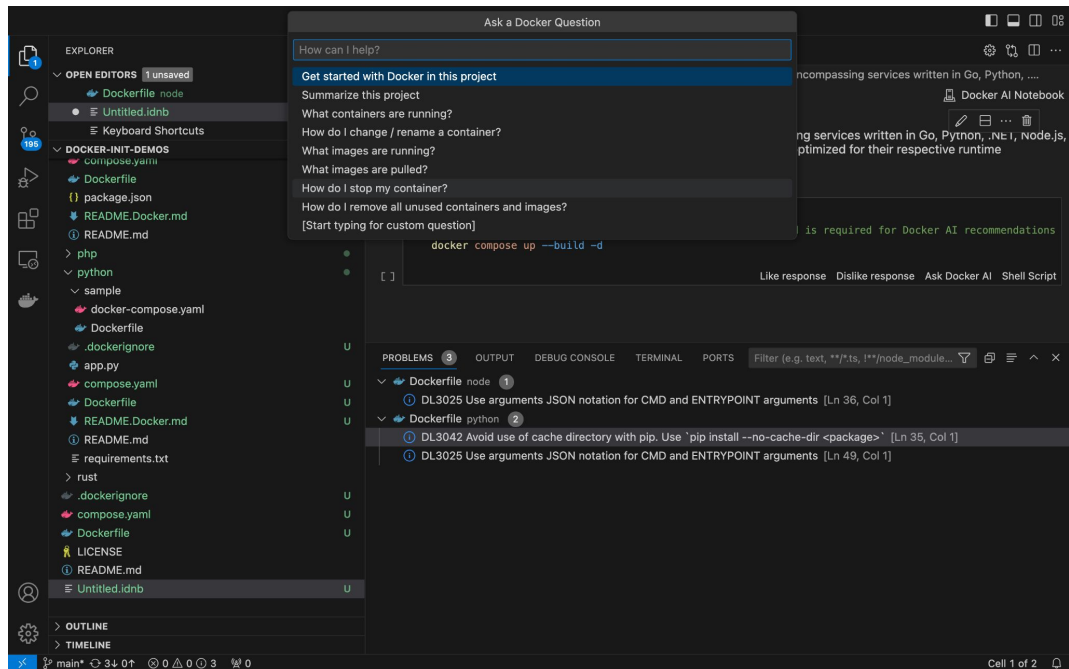 Ask a Docker Question
How can I help?
Get started with Docker in this project
Summarize this project
What containers are running?
How do I change / rename a container?
What images are running?
What images are pulled?
How do I stop my container?
How do I remove all unused containers and images?
[Start typing for custom question]
EXPLORER
OPEN EDITORS 1 unsaved
Dockerfile node
Untitled.idnb
Keyboard Shortcuts
DOCKER-INIT-DEMOS
compose.yaml
Dockerfile
{} package.json
README.Docker.md
README.md
php
python
sample
docker-compose.yaml
Dockerfile
.dockerignore U
app.py
compose.yaml U
Dockerfile U
README.Docker.md U
README.md
requirements.txt
rust
.dockerignore U
compose.yaml U
Dockerfile U
LICENSE
README.md
Untitled.idnb U
OUTLINE
TIMELINE
1
195
ncompassing services written in Go, Python, ....
Docker AI Notebook
ng services written in Go, Python, .NET, Node.js,
ptimized for their respective runtime
l is required for Docker AI recommendations
docker compose up --build -d
[ ]
Like response Dislike response Ask Docker AI Shell Script
PROBLEMS 3 OUTPUT DEBUG CONSOLE TERMINAL PORTS Filter (e.g. text, **/*.ts, !**/node_module...
Dockerfile node 1
DL3025 Use arguments JSON notation for CMD and ENTRYPOINT arguments [Ln 36, Col 1]
Dockerfile python 2
DL3042 Avoid use of cache directory with pip. Use `pip install --no-cache-dir <package>` [Ln 35, Col 1]
DL3025 Use arguments JSON notation for CMD and ENTRYPOINT arguments [Ln 49, Col 1]
main* 3↓ 0↑ 0 0 3 0
Cell 1 of 2